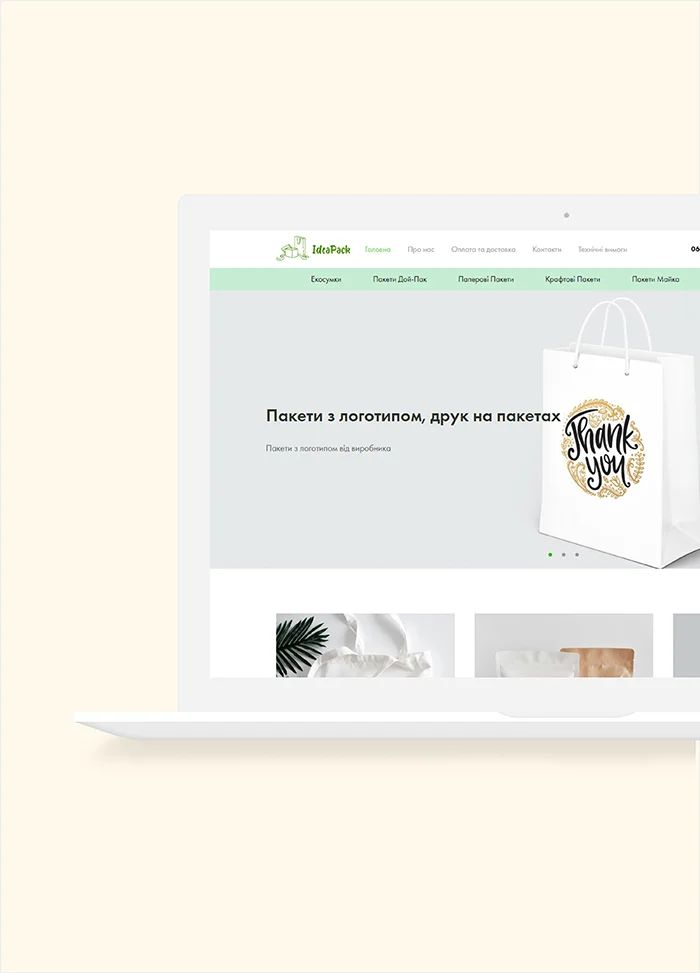 IdeaPack Головна Про нас Оплата та доставка Контакти Технічні вимоги 06
Екосумки Пакети Дой-Пак Паперові Пакети Крафтові Пакети Пакети Майка
Пакети з логотипом, друк на пакетах
Пакети з логотипом від виробника
Thank
you